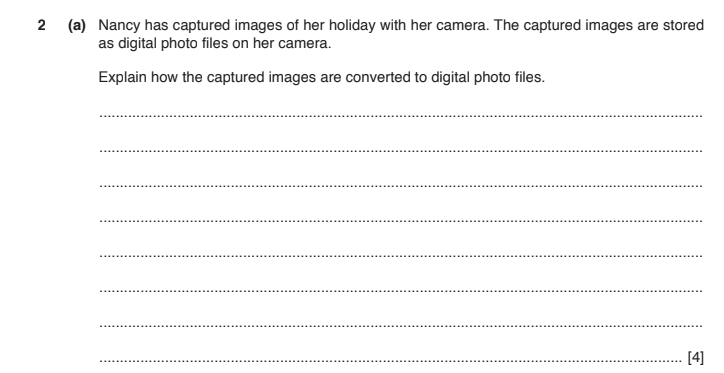 2 (a) Nancy has captured images of her holiday with her camera. The captured images are stored
as digital photo files on her camera.
Explain how the captured images are converted to digital photo files.
..........................................................................................................................................
..........................................................................................................................................
..........................................................................................................................................
..........................................................................................................................................
..........................................................................................................................................
..........................................................................................................................................
..........................................................................................................................................
..................................................................................................................................... [4]